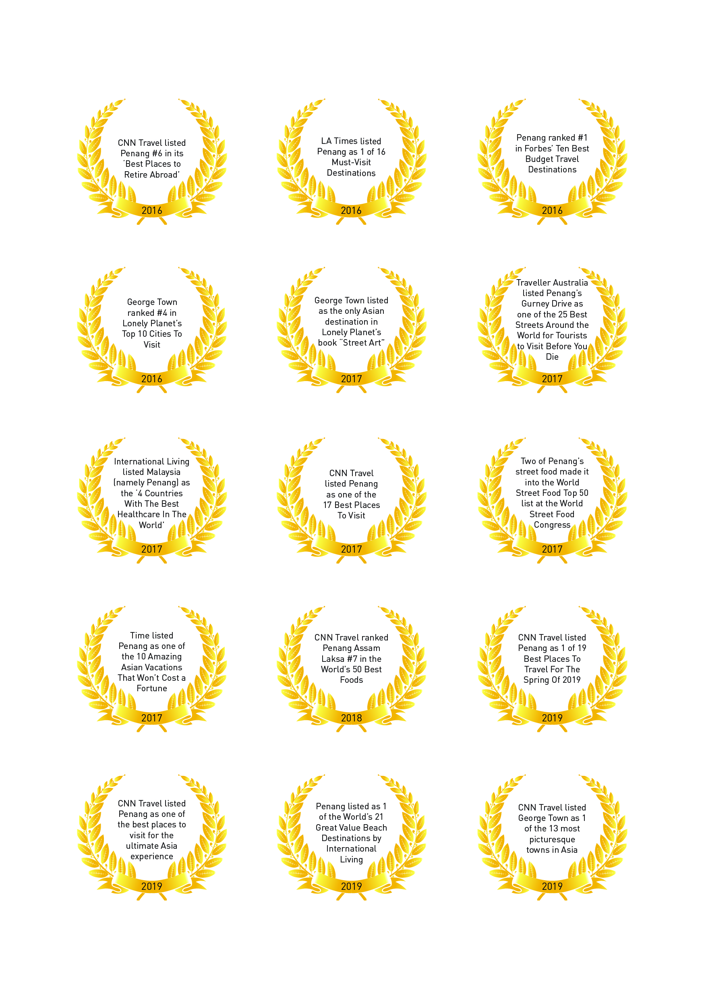 CNN Travel listed
Penang #6 in its
‘Best Places to
Retire Abroad’
2016
LA Times listed
Penang as 1 of 16
Must-Visit
Destinations
2016
Penang ranked #1
in Forbes’ Ten Best
Budget Travel
Destinations
2016
George Town
ranked #4 in
Lonely Planet’s
Top 10 Cities To
Visit
2016
George Town listed
as the only Asian
destination in
Lonely Planet’s
book “Street Art”
2017
Traveller Australia
listed Penang’s
Gurney Drive as
one of the 25 Best
Streets Around the
World for Tourists
to Visit Before You
Die
2017
International Living
listed Malaysia
(namely Penang) as
the ‘4 Countries
With The Best
Healthcare In The
World’
2017
CNN Travel
listed Penang
as one of the
17 Best Places
To Visit
2017
Two of Penang’s
street food made it
into the World
Street Food Top 50
list at the World
Street Food
Congress
2017
Time listed
Penang as one of
the 10 Amazing
Asian Vacations
That Won’t Cost a
Fortune
2017
CNN Travel ranked
Penang Assam
Laksa #7 in the
World’s 50 Best
Foods
2018
CNN Travel listed
Penang as 1 of 19
Best Places To
Travel For The
Spring Of 2019
2019
CNN Travel listed
Penang as one of
the best places to
visit for the
ultimate Asia
experience
2019
Penang listed as 1
of the World’s 21
Great Value Beach
Destinations by
International
Living
2019
CNN Travel listed
George Town as 1
of the 13 most
picturesque
towns in Asia
2019